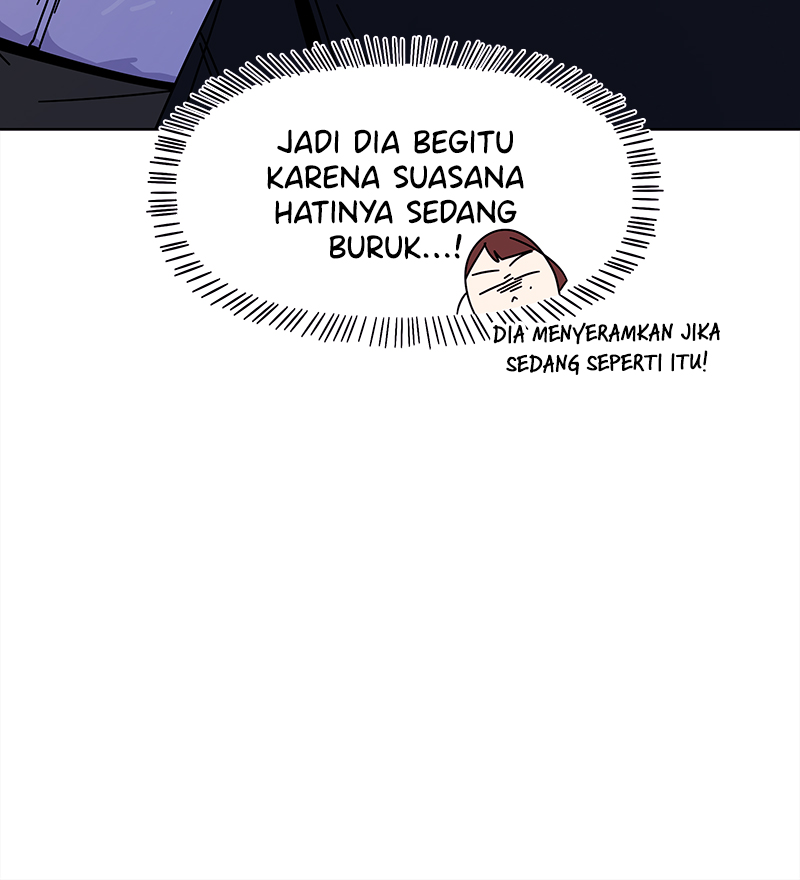 JADI DIA BEGITU
KARENA SUASANA
HATINYA SEDANG
BURUK...!
DIA MENYERAMKAN JIKA
SEDANG SEPERTI ITU!